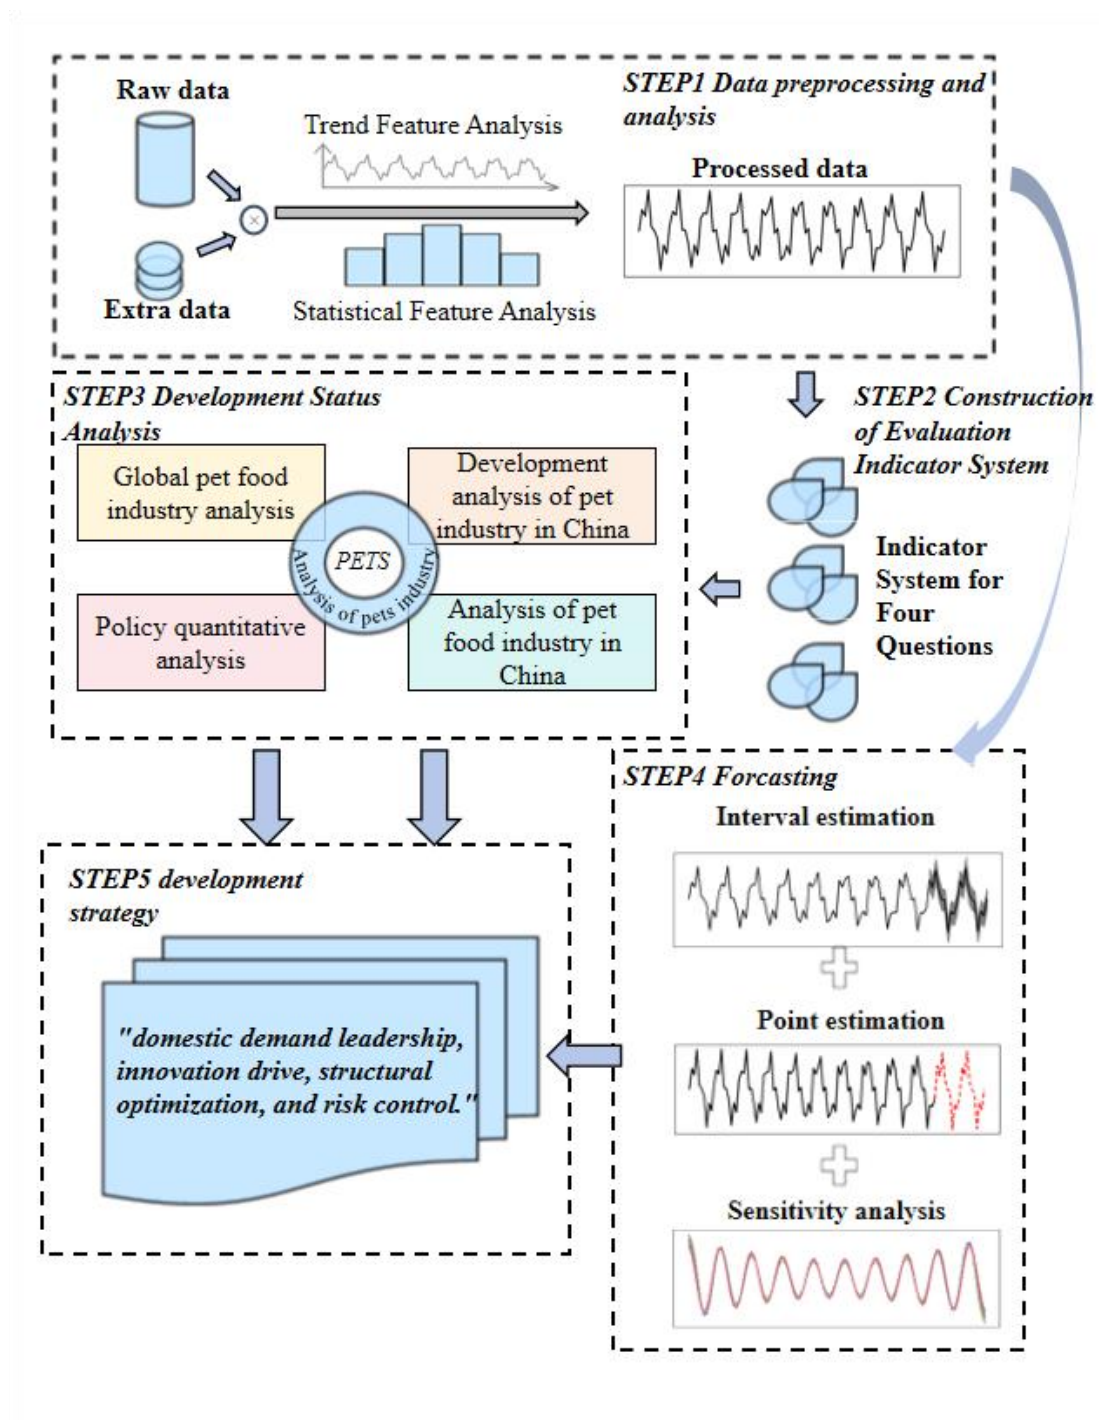 STEP1 Data preprocessing and
analysis
Raw data
Trend Feature Analysis
Processed data
Extra data
Statistical Feature Analysis
STEP2 Construction
of Evaluation
Indicator System
Indicator
System for
Four
Questions
STEP3 Development Status
Analysis
Global pet food
industry analysis
Development
analysis of pet
industry in China
PETS
Analysis of pets industry
Policy quantitative
analysis
Analysis of pet
food industry in
China
STEP4 Forcasting
Interval estimation
Point estimation
Sensitivity analysis
STEP5 development
strategy
"domestic demand leadership,
innovation drive, structural
optimization, and risk control."